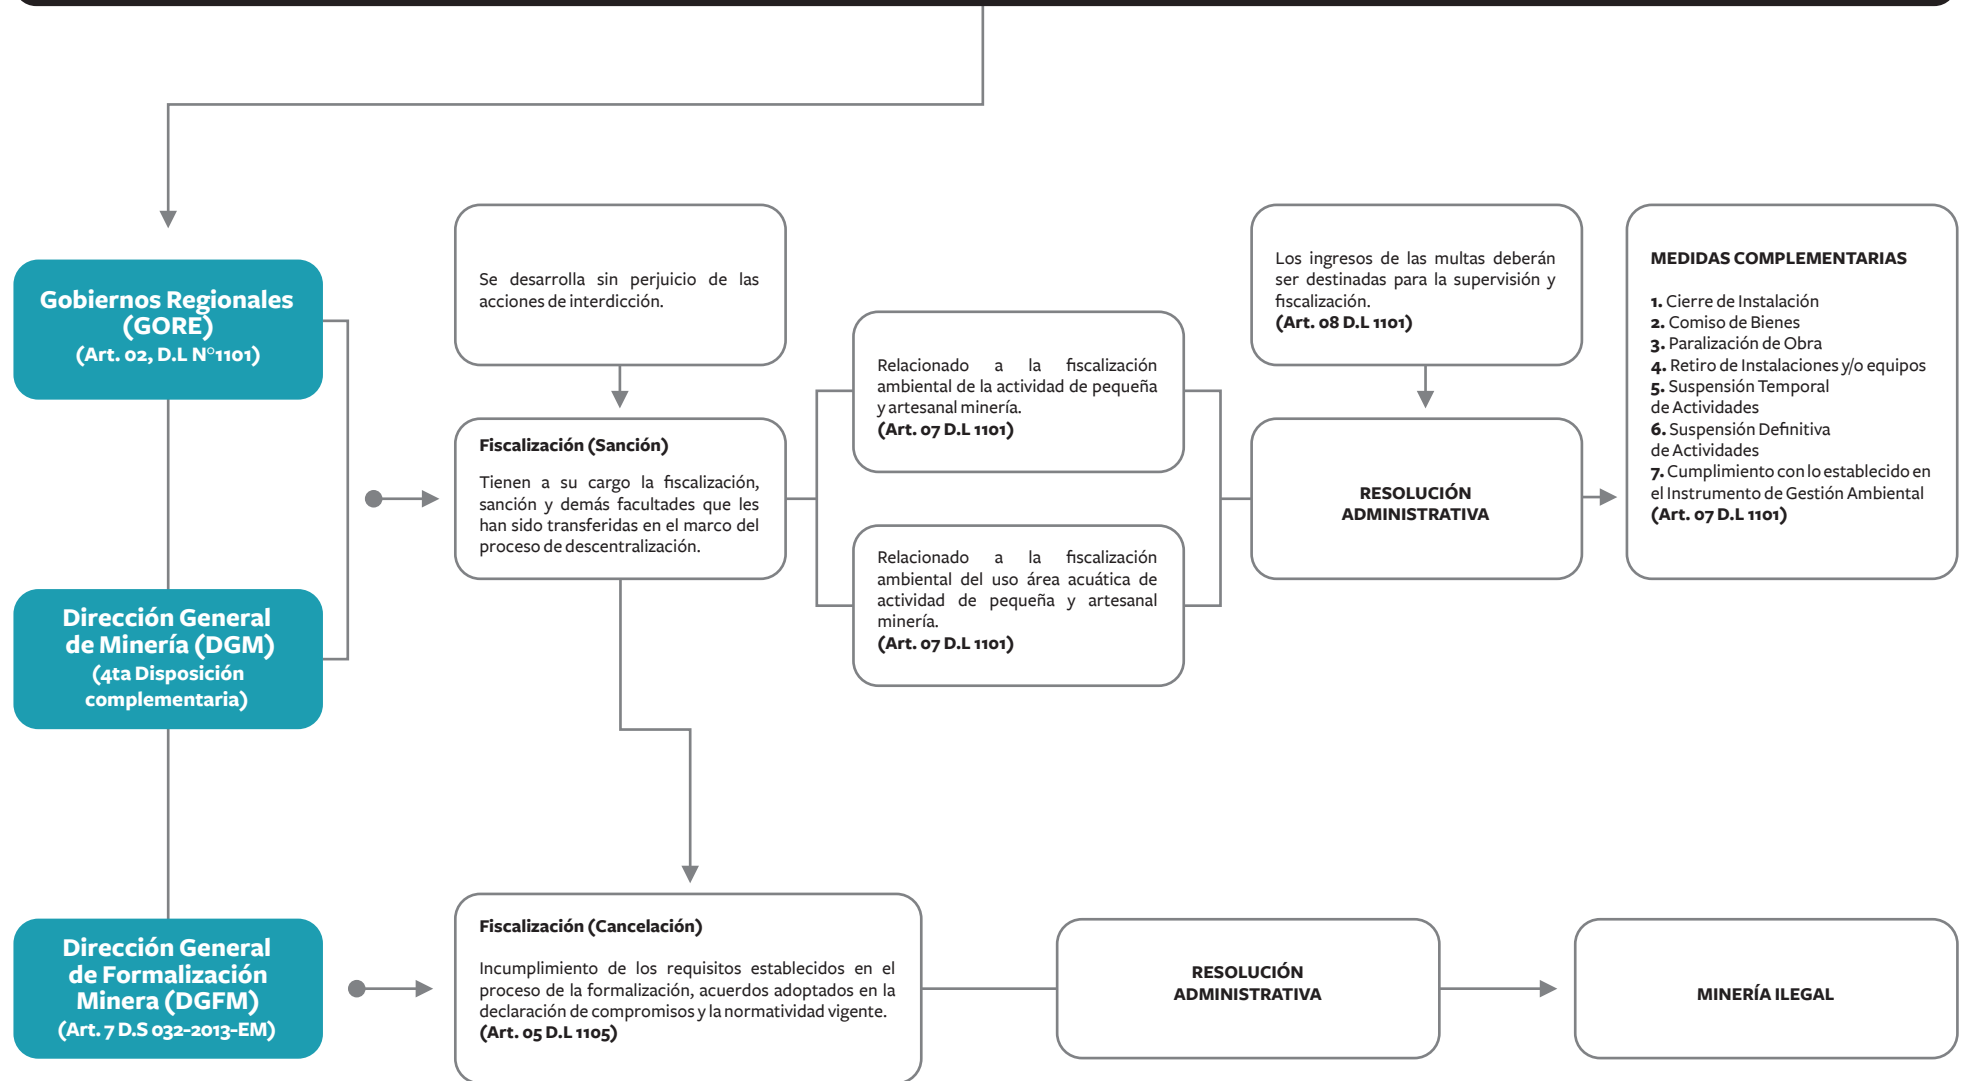 Gobiernos Regionales
(GORE)
(Art. 02, D.L N°1101)
Dirección General
de Minería (DGM)
(4ta Disposición
complementaria)
Dirección General
de Formalización
Minera (DGFM)
(Art. 7 D.S 032-2013-EM)
Se desarrolla sin perjuicio de las
acciones de interdicción.
Fiscalización (Sanción)
Tienen a su cargo la fiscalización,
sanción y demás facultades que les
han sido transferidas en el marco del
proceso de descentralización.
Relacionado a la fiscalización
ambiental de la actividad de pequeña
y artesanal minería.
(Art. 07 D.L 1101)
Relacionado a la fiscalización
ambiental del uso área acuática de
actividad de pequeña y artesanal
minería.
(Art. 07 D.L 1101)
Los ingresos de las multas deberán
ser destinadas para la supervisión y
fiscalización.
(Art. 08 D.L 1101)
RESOLUCIÓN
ADMINISTRATIVA
MEDIDAS COMPLEMENTARIAS
1. Cierre de Instalación
2. Comiso de Bienes
3. Paralización de Obra
4. Retiro de Instalaciones y/o equipos
5. Suspensión Temporal
de Actividades
6. Suspensión Definitiva
de Actividades
7. Cumplimiento con lo establecido en
el Instrumento de Gestión Ambiental
(Art. 07 D.L 1101)
Fiscalización (Cancelación)
Incumplimiento de los requisitos establecidos en el
proceso de la formalización, acuerdos adoptados en la
declaración de compromisos y la normatividad vigente.
(Art. 05 D.L 1105)
RESOLUCIÓN
ADMINISTRATIVA
MINERÍA ILEGAL